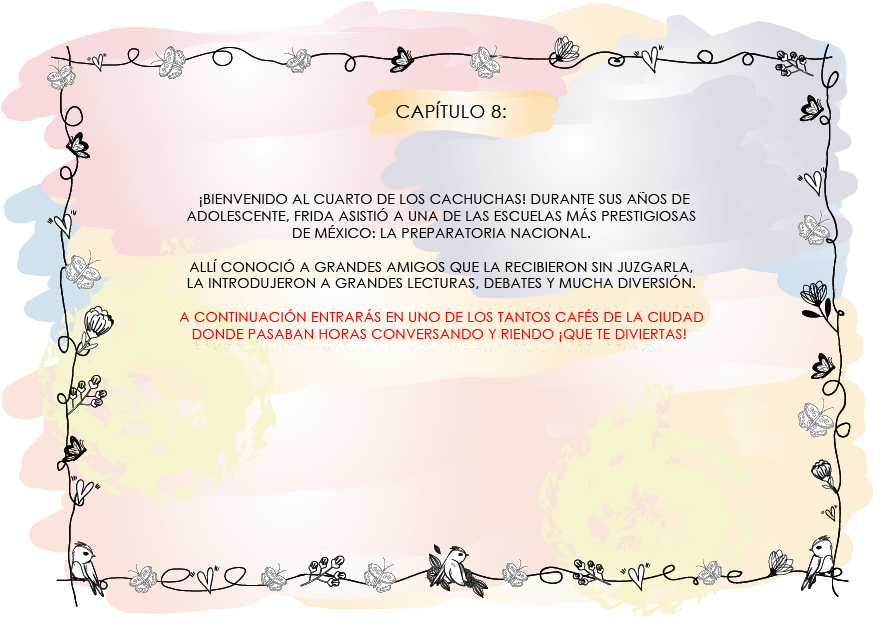 CAPÍTULO 8:
¡BIENVENIDO AL CUARTO DE LOS CACHUCHAS! DURANTE SUS AÑOS DE
ADOLESCENTE, FRIDA ASISTIÓ A UNA DE LAS ESCUELAS MÁS PRESTIGIOSAS
DE MÉXICO: LA PREPARATORIA NACIONAL.
ALLÍ CONOCIÓ A GRANDES AMIGOS QUE LA RECIBIERON SIN JUZGARLA,
LA INTRODUJERON A GRANDES LECTURAS, DEBATES Y MUCHA DIVERSIÓN.
A CONTINUACIÓN ENTRARÁS EN UNO DE LOS TANTOS CAFÉS DE LA CIUDAD
DONDE PASABAN HORAS CONVERSANDO Y RIENDO ¡QUE TE DIVIERTAS!